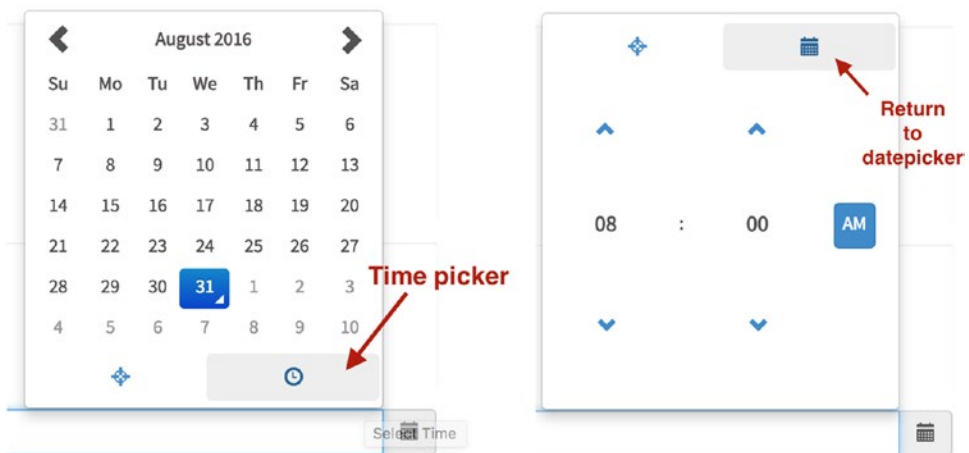 August 2016
Su Mo Tu We Th Fr Sa
31 1 2 3 4 5 6
7 8 9 10 11 12 13
14 15 16 17 18 19 20
21 22 23 24 25 26 27
28 29 30 31 1 2 3
4 5 6 7 8 9 10
Time picker
Select Time
Return
to
datepicker
08 : 00 AM